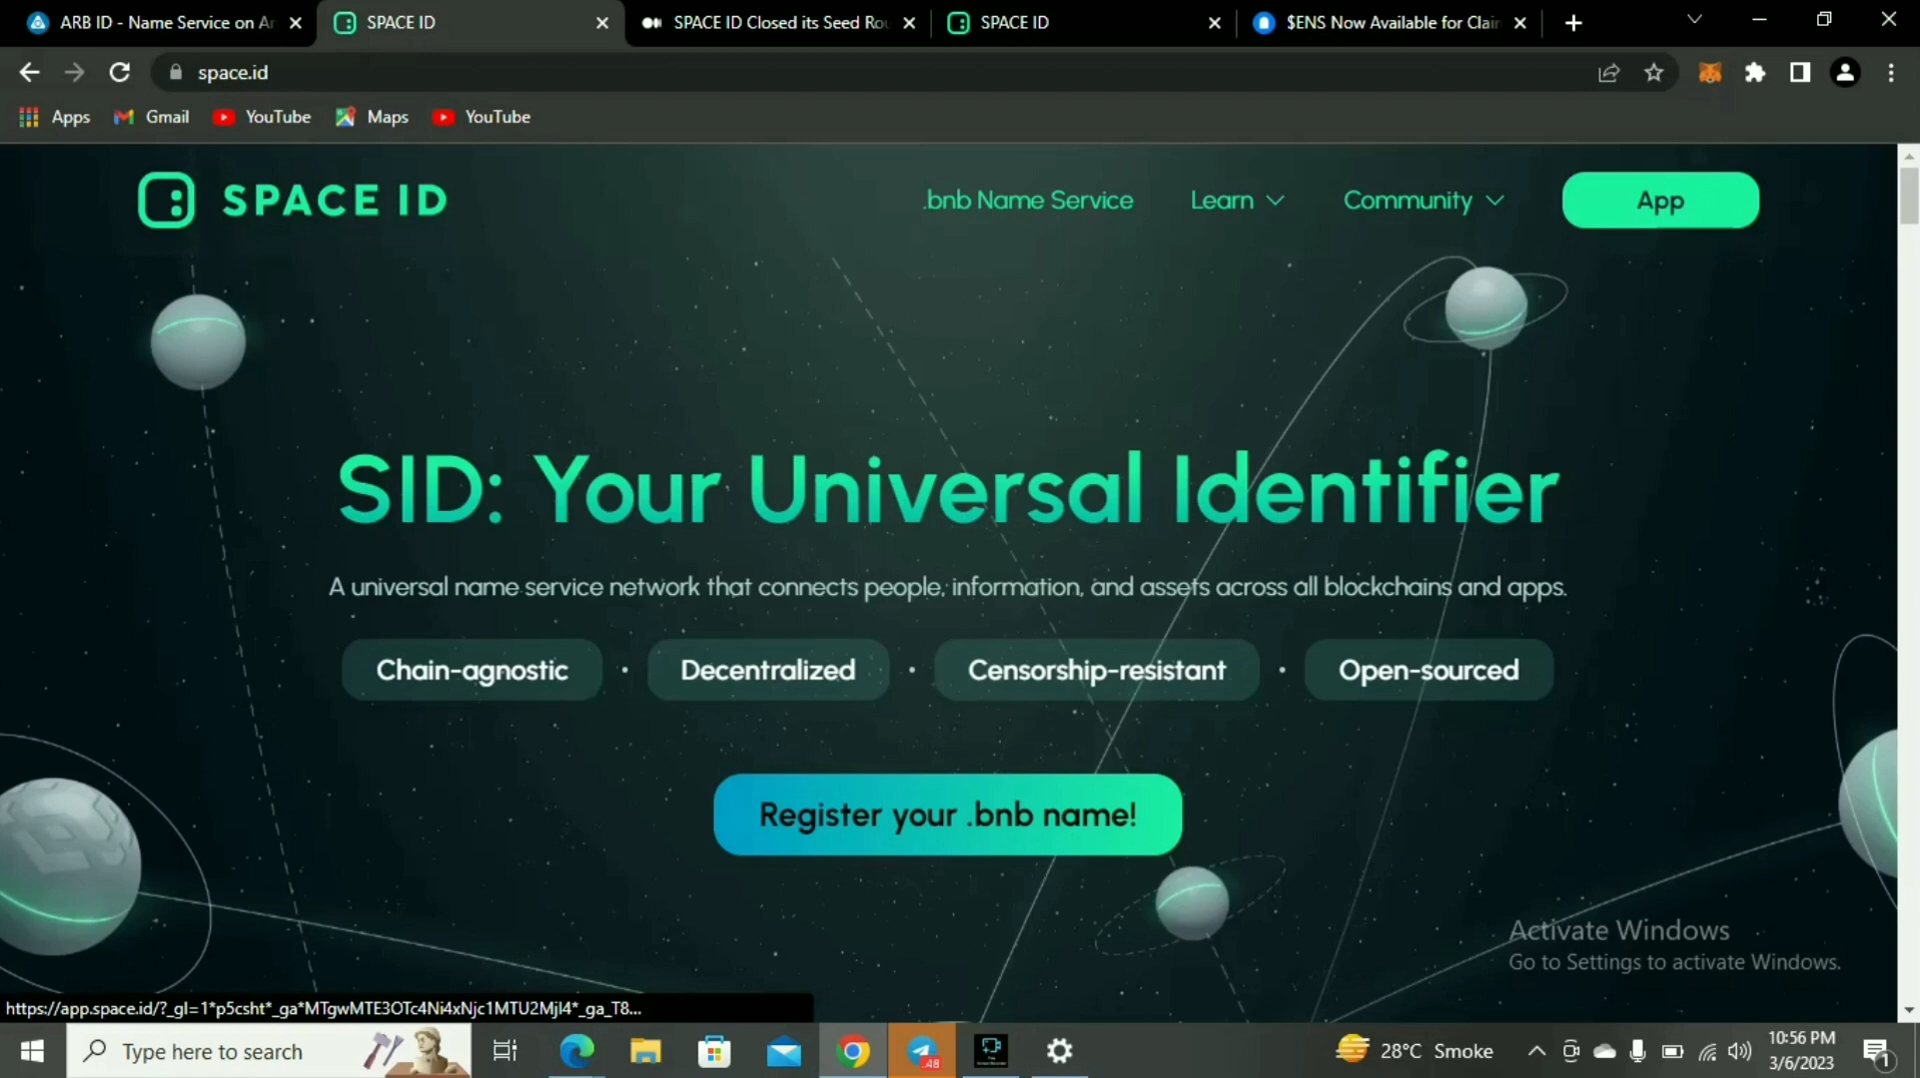 ARB ID - Name Service on Ar
SPACE ID
SPACE ID Closed its Seed Rou
SPACE ID
$ENS Now Available for Clain
space.id
Apps
Gmail
YouTube
Maps
YouTube
SPACE ID
.bnb Name Service
Learn
Community
App
SID: Your Universal Identifier
A universal name service network that connects people, information, and assets across all blockchains and apps.
Chain-agnostic
Decentralized
Censorship-resistant
Open-sourced
Register your .bnb name!
Activate Windows
Go to Settings to activate Windows.
https://app.space.id/?_gl=1*p5csht*_ga*MTgwMTE3OTc4Ni4xNjc1MTU2MjI4*_ga_T8...
Type here to search
28°C Smoke
10:56 PM
3/6/2023
1